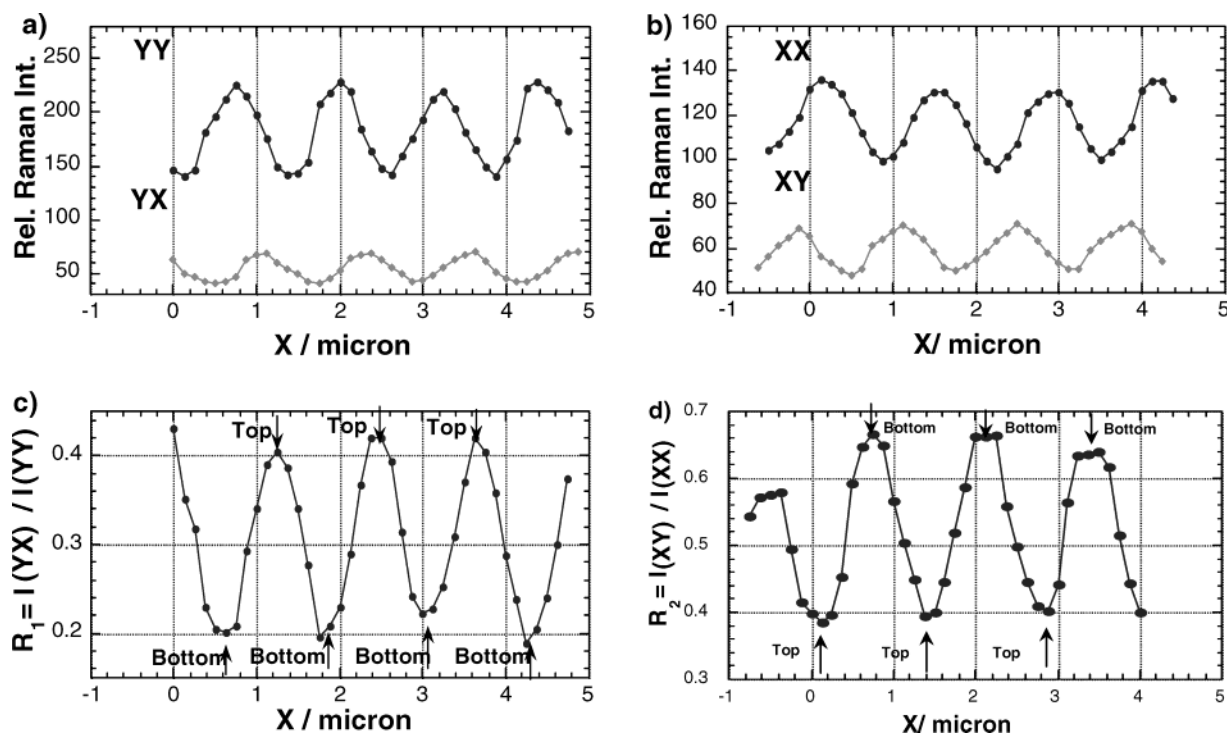 a)
YY
YX
Rel. Raman Int.
250
200
150
100
50
-1 0 1 2 3 4 5
X / micron
b)
XX
XY
Rel. Raman Int.
160
140
120
100
80
60
40
-1 0 1 2 3 4 5
X/ micron
c)
Top Top Top
Bottom Bottom Bottom Bottom
R1= I (YX) / I(YY)
0.4
0.3
0.2
-1 0 1 2 3 4 5
X / micron
d)
Bottom Bottom Bottom
Top Top Top
R2 = I(XY) / I(XX)
0.7
0.6
0.5
0.4
0.3
-1 0 1 2 3 4 5
X/ micron